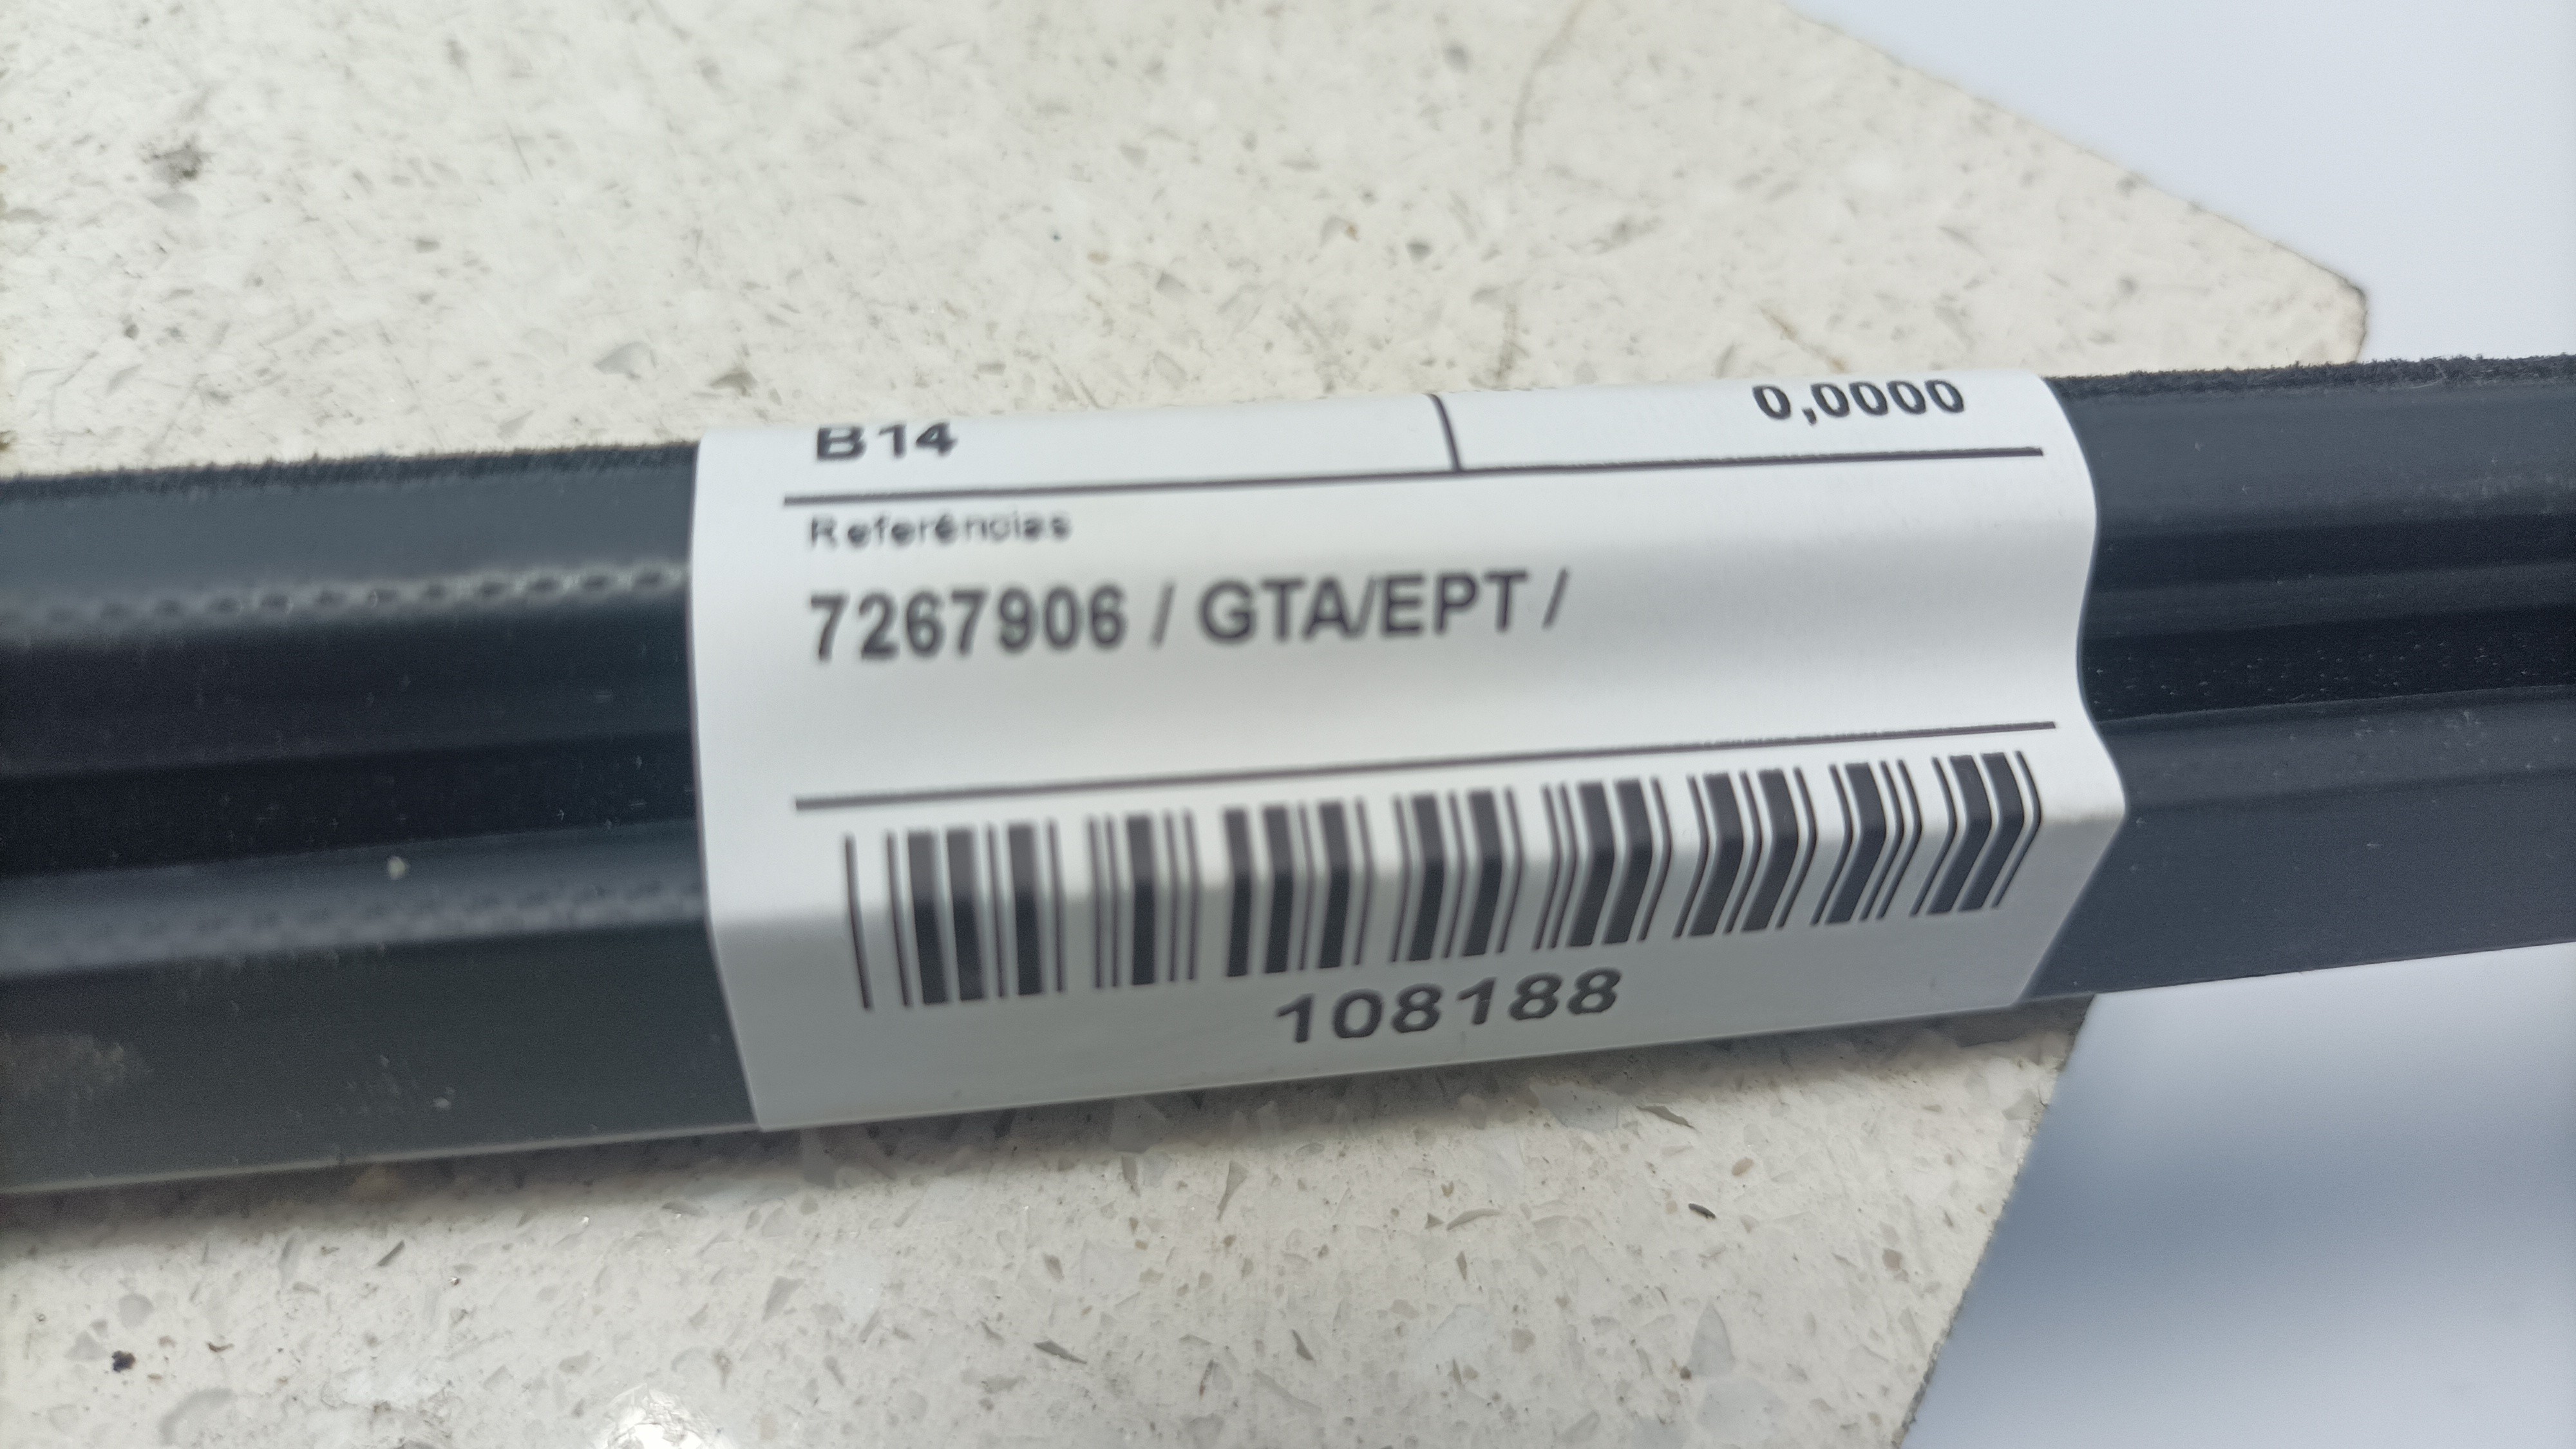 B14 0,0000
Referências
7267906 / GTA/EPT /
108188